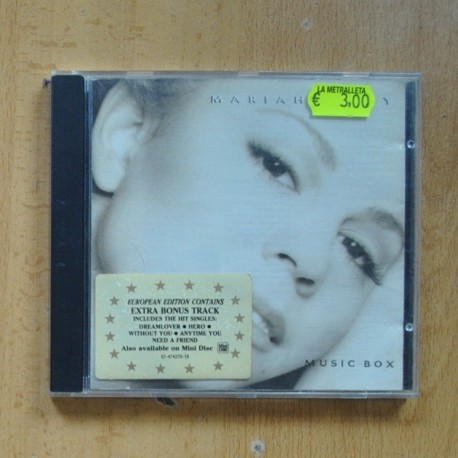 MARIAH
LA METRALLETA
€ 3,00
Y
EUROPEAN EDITION CONTAINS
EXTRA BONUS TRACK
INCLUDES THE HIT SINGLES:
DREAMLOVER ★ HERO ★
WITHOUT YOU ★ ANYTIME YOU
NEED A FRIEND
Also available on Mini Disc
MUSIC BOX